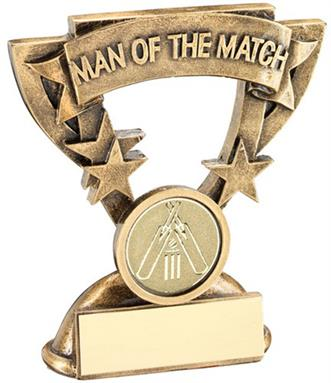 MAN OF THE MATCH